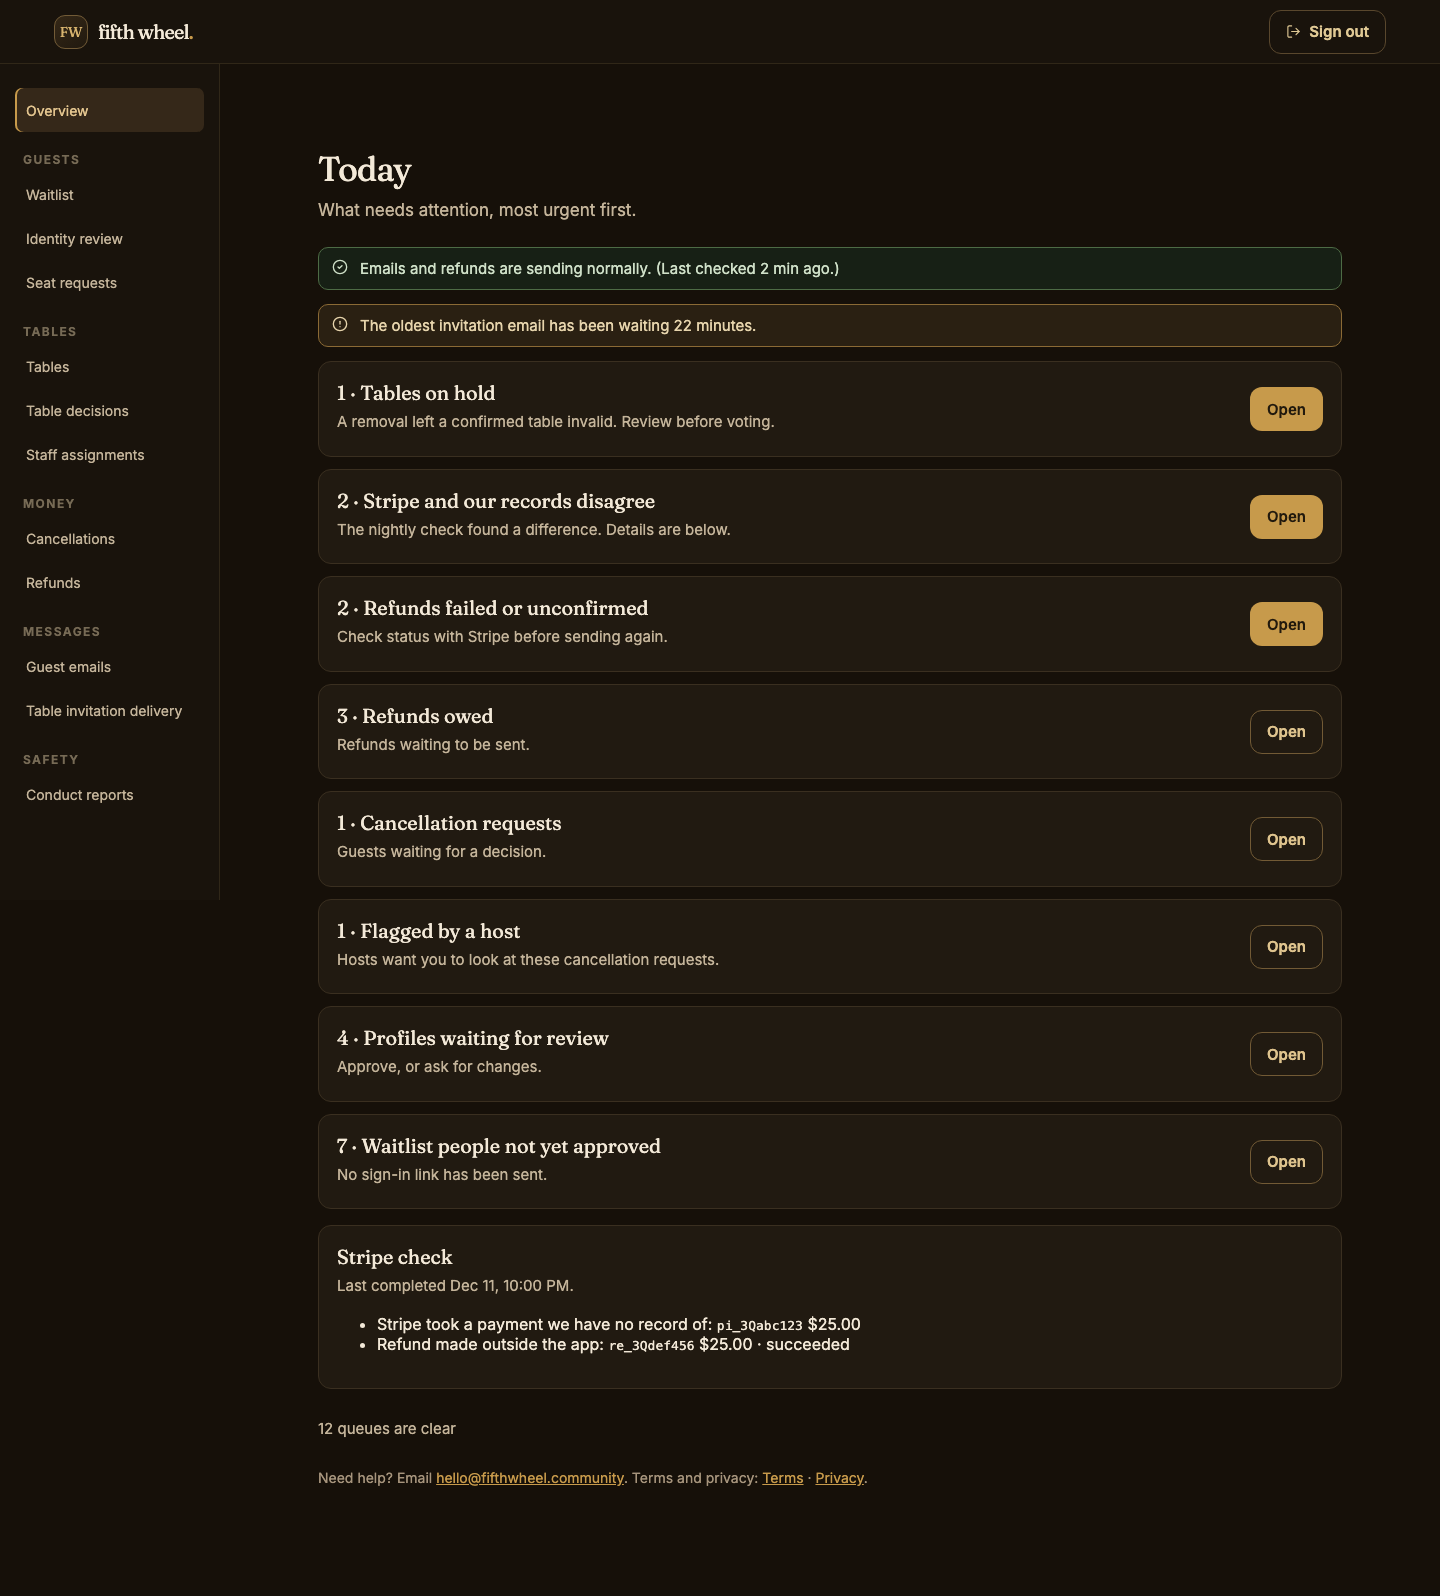 FW fifth wheel.
Sign out
Overview
GUESTS
Waitlist
Identity review
Seat requests
TABLES
Tables
Table decisions
Staff assignments
MONEY
Cancellations
Refunds
MESSAGES
Guest emails
Table invitation delivery
SAFETY
Conduct reports
Today
What needs attention, most urgent first.
Emails and refunds are sending normally. (Last checked 2 min ago.)
The oldest invitation email has been waiting 22 minutes.
1 · Tables on hold
A removal left a confirmed table invalid. Review before voting.
Open
2 · Stripe and our records disagree
The nightly check found a difference. Details are below.
Open
2 · Refunds failed or unconfirmed
Check status with Stripe before sending again.
Open
3 · Refunds owed
Refunds waiting to be sent.
Open
1 · Cancellation requests
Guests waiting for a decision.
Open
1 · Flagged by a host
Hosts want you to look at these cancellation requests.
Open
4 · Profiles waiting for review
Approve, or ask for changes.
Open
7 · Waitlist people not yet approved
No sign-in link has been sent.
Open
Stripe check
Last completed Dec 11, 10:00 PM.
• Stripe took a payment we have no record of: pi_3Qabc123 $25.00
• Refund made outside the app: re_3Qdef456 $25.00 · succeeded
12 queues are clear
Need help? Email hello@fifthwheel.community. Terms and privacy: Terms · Privacy.